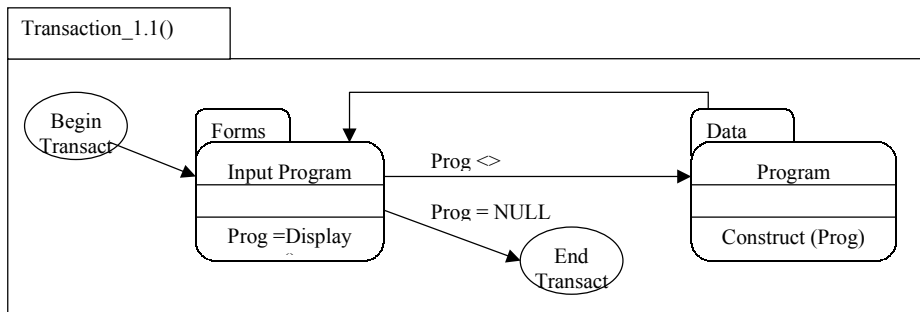 Transaction_1.1()
Begin
Transact
Forms
Input Program
Prog =Display
Prog <>
Prog = NULL
End
Transact
Data
Program
Construct (Prog)